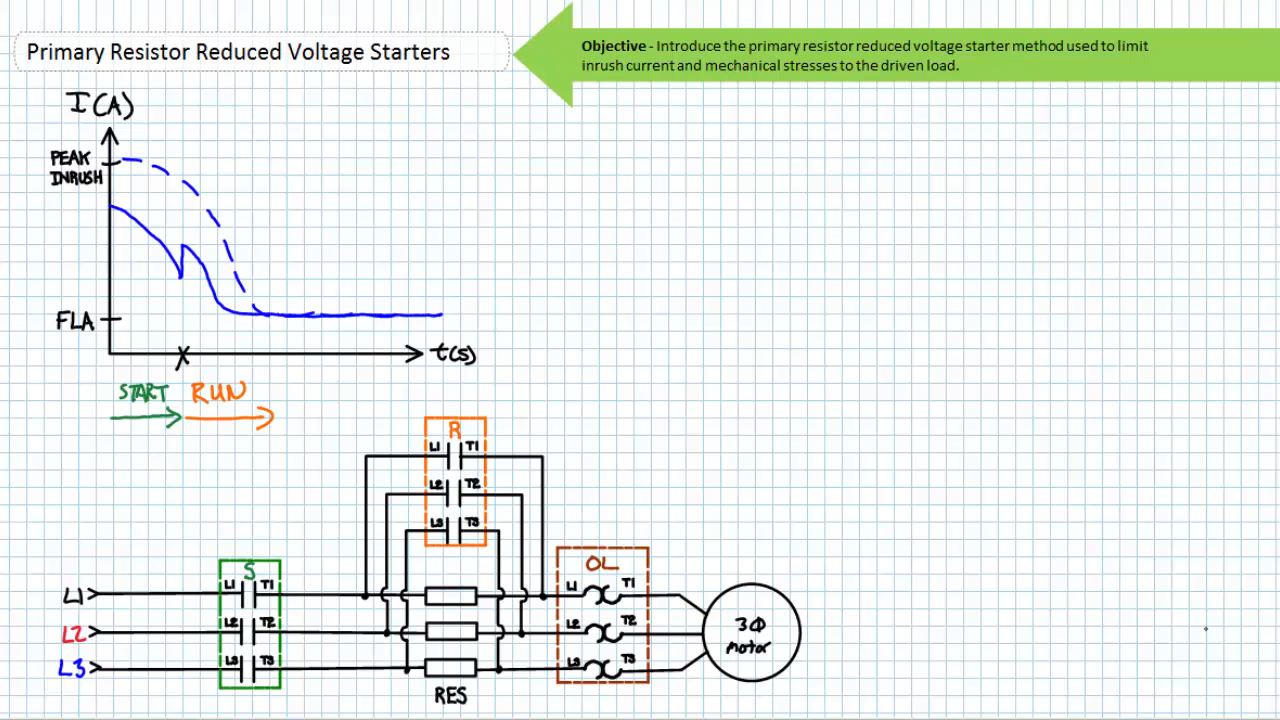 Primary Resistor Reduced Voltage Starters
Objective - Introduce the primary resistor reduced voltage starter method used to limit
inrush current and mechanical stresses to the driven load.
I(A)
PEAK
INRUSH
FLA
t(s)
START RUN
R
L1 T1
L2 T2
L3 T3
S
L1 T1
L2 T2
L3 T3
OL
L1 T1
L2 T2
L3 T3
L1
L2
L3
RES
3Φ
motor